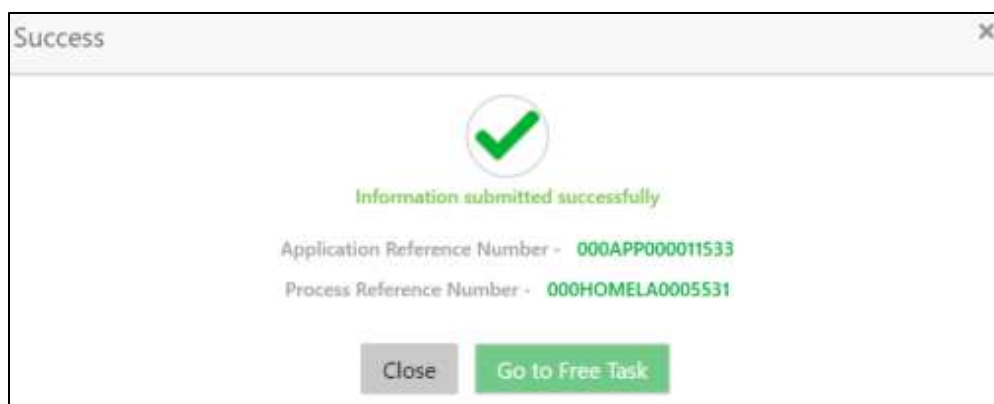 Success
Information submitted successfully
Application Reference Number - 000APP000011533
Process Reference Number - 000HOMELA0005531
Close Go to Free Task